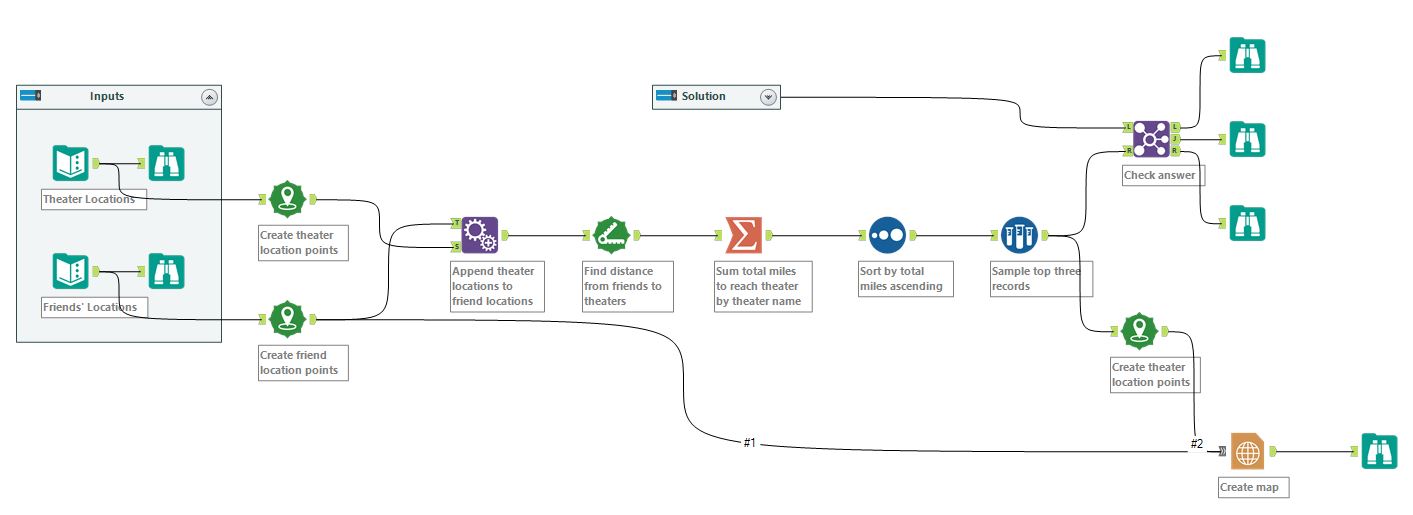 Inputs
Solution
Theater Locations
Friends' Locations
Create theater
location points
Create friend
location points
T
S
Append theater
locations to
friend locations
Find distance
from friends to
theaters
Sum total miles
to reach theater
by theater name
Sort by total
miles ascending
Sample top three
records
L
R
L
J
R
Check answer
Create theater
location points
#1
#2
Create map